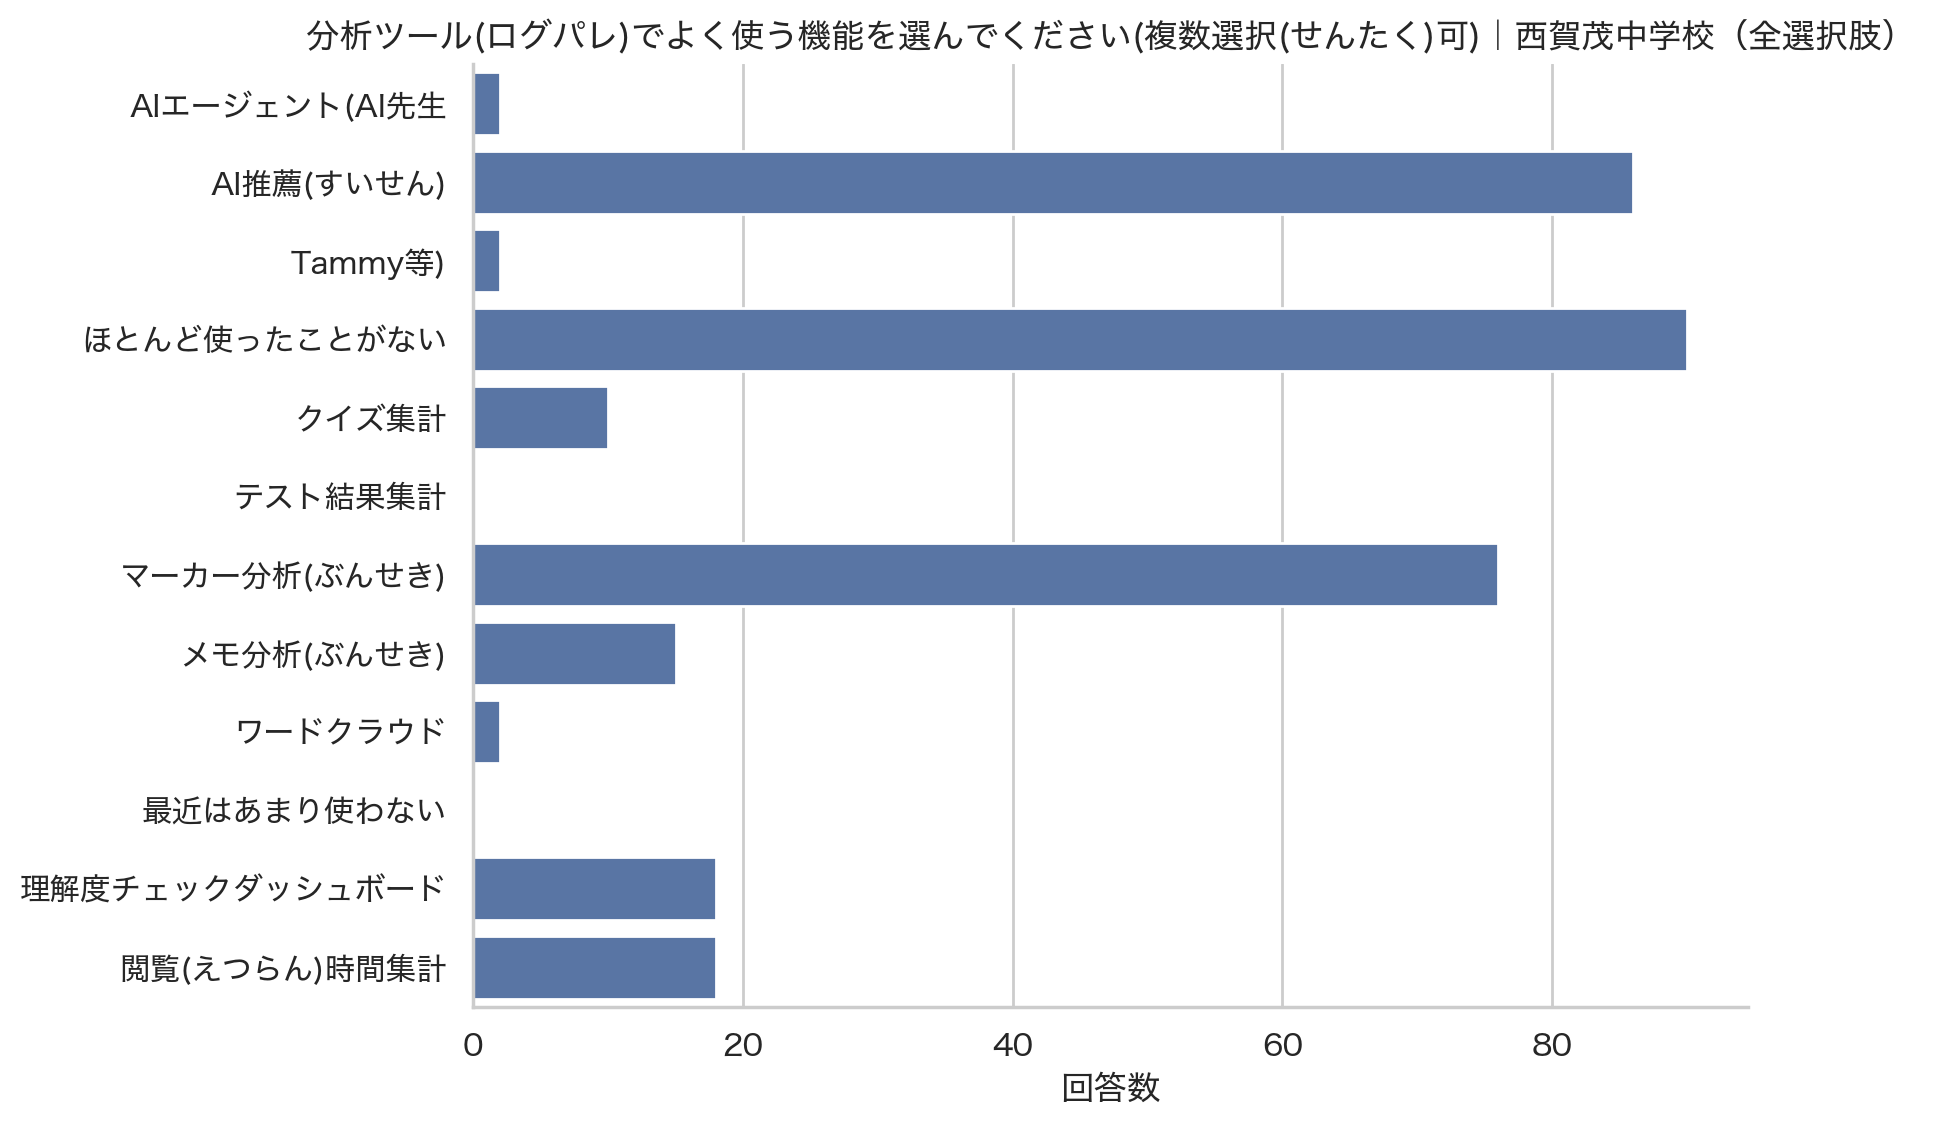 分析ツール(ログパレ)でよく使う機能を選んでください(複数選択(せんたく)可)｜西賀茂中学校（全選択肢）
AIエージェント(AI先生
AI推薦(すいせん)
Tammy等)
ほとんど使ったことがない
クイズ集計
テスト結果集計
マーカー分析(ぶんせき)
メモ分析(ぶんせき)
ワードクラウド
最近はあまり使わない
理解度チェックダッシュボード
閲覧(えつらん)時間集計
0 20 40 60 80
回答数